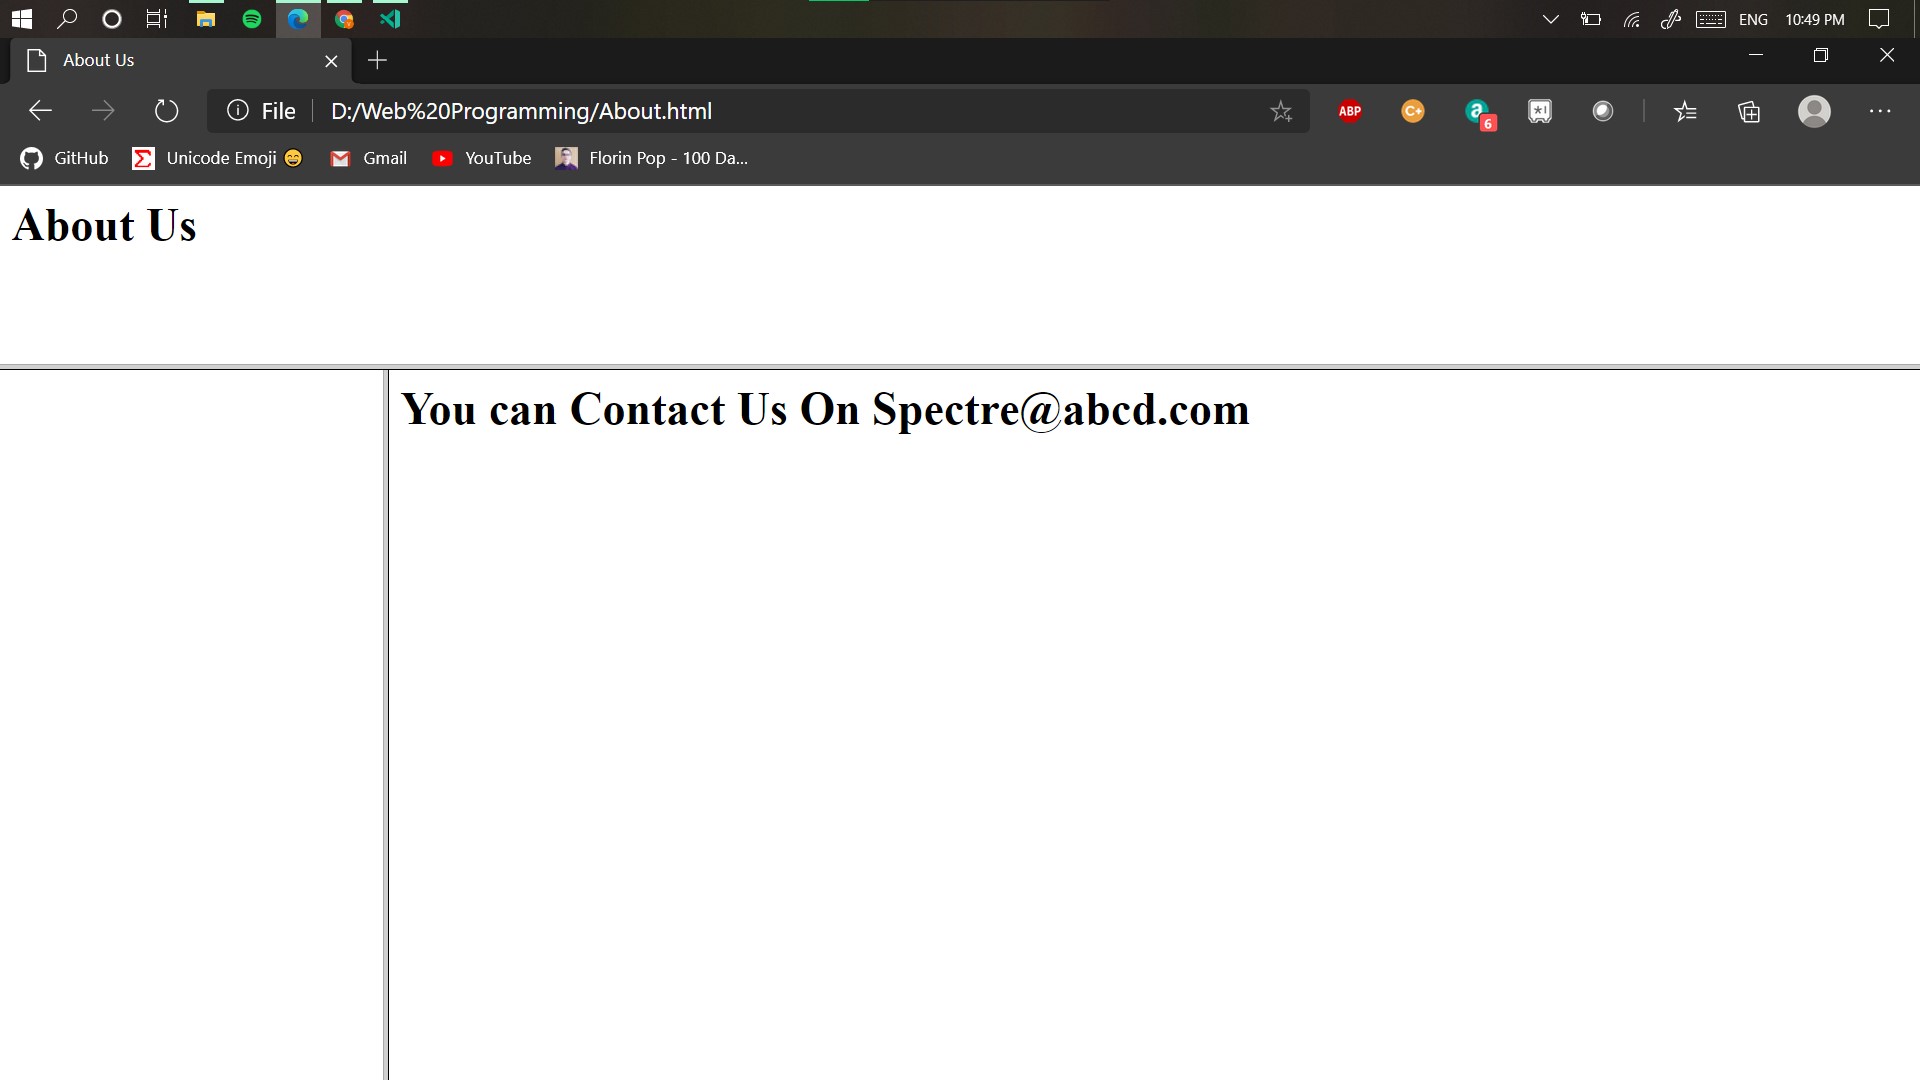 ENG 10:49 PM
About Us
File D:/Web%20Programming/About.html
ABP C+ a 6 *!
GitHub Unicode Emoji 😄 Gmail YouTube Florin Pop - 100 Da...
About Us
You can Contact Us On Spectre@abcd.com